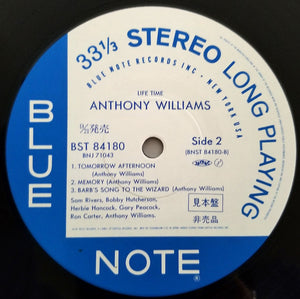 33⅓ STEREO LONG PLAYING
BLUE NOTE RECORDS INC • NEW YORK USA
LIFE TIME
ANTHONY WILLIAMS
BST 84180
BNJ 71043
Side 2
(BNST 84180-B)
1. TOMORROW AFTERNOON
(Anthony Williams)
2. MEMORY (Anthony Williams)
3. BARB'S SONG TO THE WIZARD (Anthony Williams)
Sam Rivers, Bobby Hutcherson,
Herbie Hancock, Gary Peacock,
Ron Carter, Anthony Williams.
見本盤
非売品
BLUE
NOTE
®